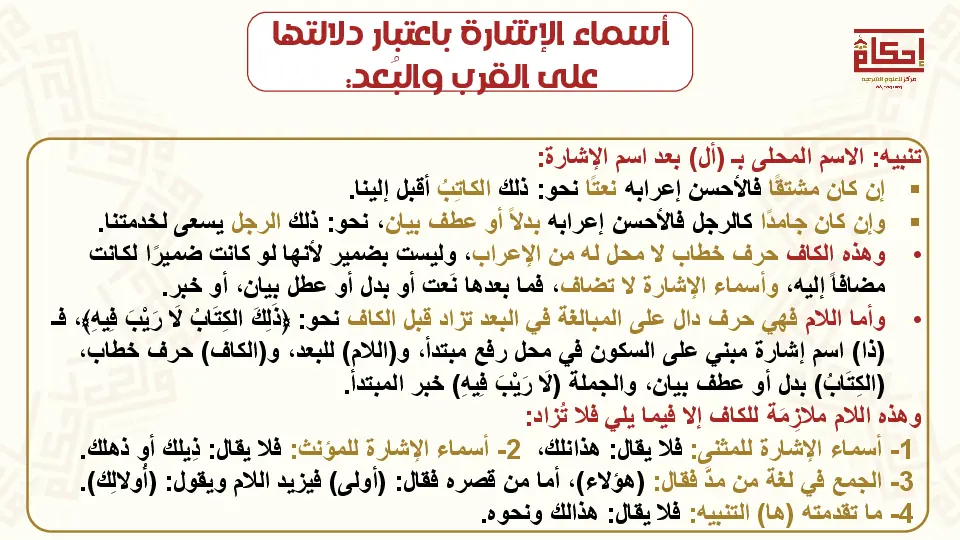 أسماء الإشارة باعتبار دلالتها
على القرب والبُعد:
إحكام
مركز للعلوم الشرعية
تنبيه: الاسم المحلى بـ (أل) بعد اسم الإشارة:
▪ إن كان مشتقًا فالأحسن إعرابه نعتًا نحو: ذلك الكاتِبُ أقبل إلينا.
▪ وإن كان جامدًا كالرجل فالأحسن إعرابه بدلاً أو عطف بيان، نحو: ذلك الرجل يسعى لخدمتنا.
• وهذه الكاف حرف خطاب لا محل له من الإعراب، وليست بضمير لأنها لو كانت ضميرًا لكانت
مضافاً إليه، وأسماء الإشارة لا تضاف، فما بعدها نَعت أو بدل أو عطل بيان، أو خبر.
• وأما اللام فهي حرف دال على المبالغة في البعد تزاد قبل الكاف نحو: ﴿ذَلِكَ الكِتَابُ لَا رَيْبَ فِيهِ﴾، فـ
(ذا) اسم إشارة مبني على السكون في محل رفع مبتدأ، و(اللام) للبعد، و(الكاف) حرف خطاب،
(الكِتَابُ) بدل أو عطف بيان، والجملة (لَا رَيْبَ فِيهِ) خبر المبتدأ.
وهذه اللام ملازِمَة للكاف إلا فيما يلي فلا تُزاد:
1- أسماء الإشارة للمثنى: فلا يقال: هذانلك، 2- أسماء الإشارة للمؤنث: فلا يقال: ذِيلك أو ذهلك.
3- الجمع في لغة من مدَّ فقال: (هؤلاء)، أما من قصره فقال: (أولى) فيزيد اللام ويقول: (أُولالِكَ).
4- ما تقدمته (ها) التنبيه: فلا يقال: هذالك ونحوه.